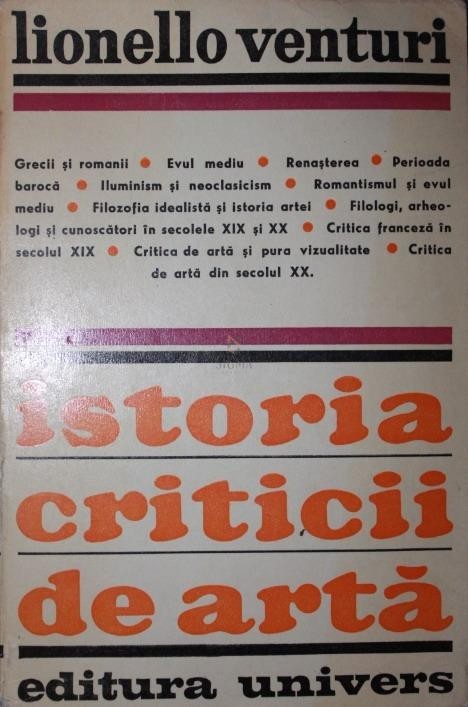 lionello venturi
Grecii și romanii • Evul mediu • Renașterea • Perioada
barocă • Iluminism și neoclasicism • Romantismul și evul
mediu • Filozofia idealistă și istoria artei • Filologi, arheo-
logi și cunoscători în secolele XIX și XX • Critica franceză în
secolul XIX • Critica de artă și pura vizualitate • Critica
de artă din secolul XX.
SIGMA
istoria
criticii
de artă
editura univers